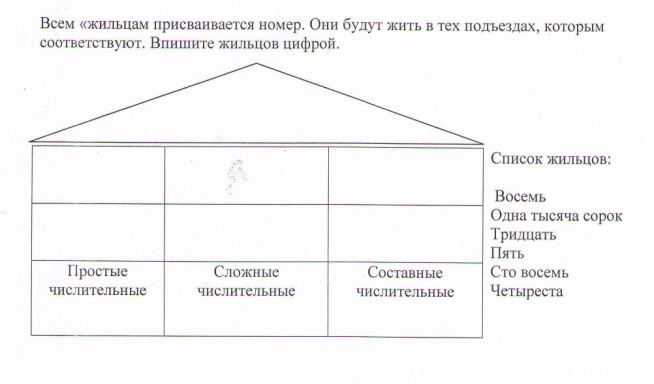 Всем «жильцам присваивается номер. Они будут жить в тех подъездах, которым
соответствуют. Впишите жильцов цифрой.
Список жильцов:
Восемь
Одна тысяча сорок
Тридцать
Пять
Сто восемь
Четыреста
Простые
числительные
Сложные
числительные
Составные
числительные